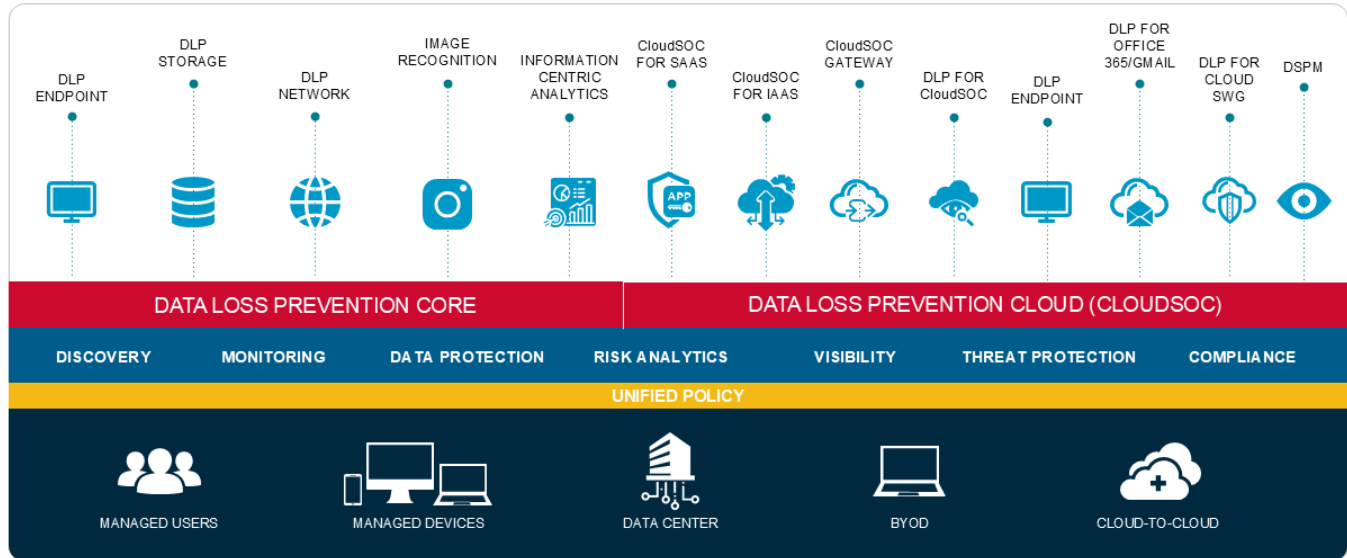 DLP
ENDPOINT
DLP
STORAGE
DLP
NETWORK
IMAGE
RECOGNITION
INFORMATION
CENTRIC
ANALYTICS
CloudSOC
FOR SAAS
CloudSOC
FOR IAAS
CloudSOC
GATEWAY
DLP FOR
CloudSOC
DLP
ENDPOINT
DLP FOR
OFFICE
365/GMAIL
DLP FOR
CLOUD
SWG
DSPM
APP
DATA LOSS PREVENTION CORE
DATA LOSS PREVENTION CLOUD (CLOUDSOC)
DISCOVERY
MONITORING
DATA PROTECTION
RISK ANALYTICS
VISIBILITY
THREAT PROTECTION
COMPLIANCE
UNIFIED POLICY
MANAGED USERS
MANAGED DEVICES
DATA CENTER
BYOD
CLOUD-TO-CLOUD